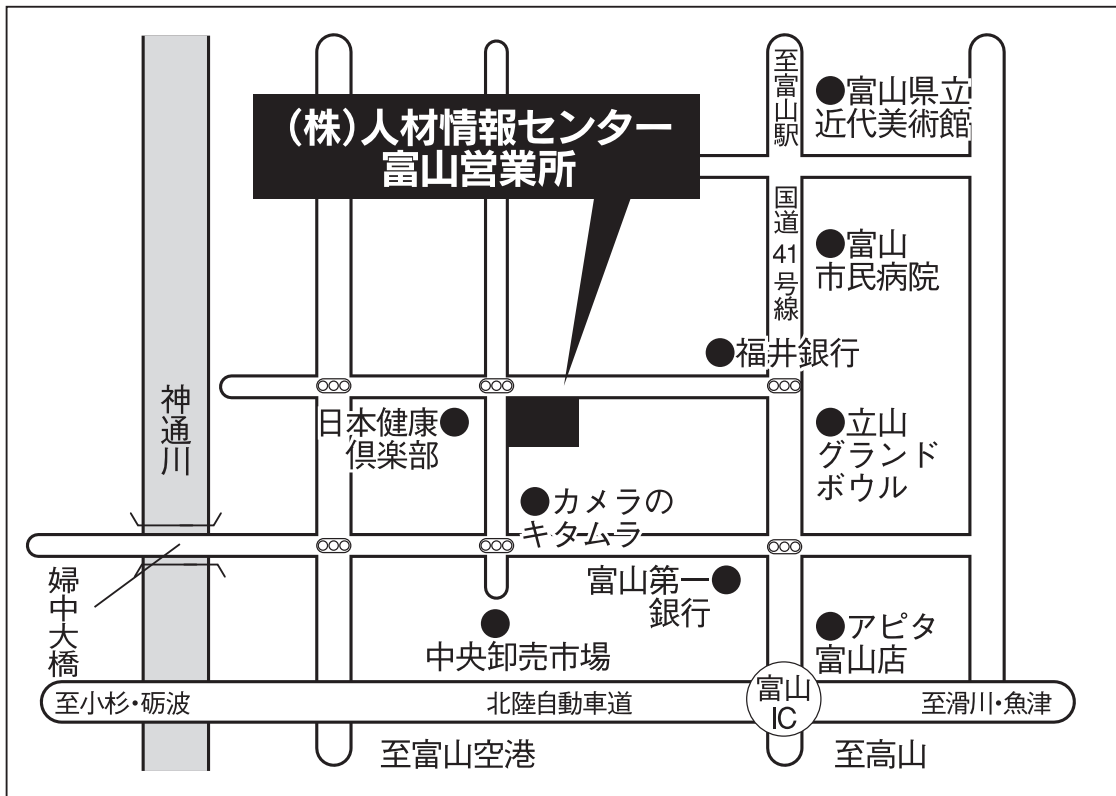 至富山駅
●富山県立
近代美術館
(株)人材情報センター
富山営業所
国道41号線
●富山
市民病院
●福井銀行
神通川
日本健康●
倶楽部
●立山
グランド
ボウル
●カメラの
キタムラ
婦中大橋
富山第一●
銀行
●アピタ
富山店
●
中央卸売市場
至小杉・砺波
北陸自動車道
富山
IC
至滑川・魚津
至富山空港
至高山